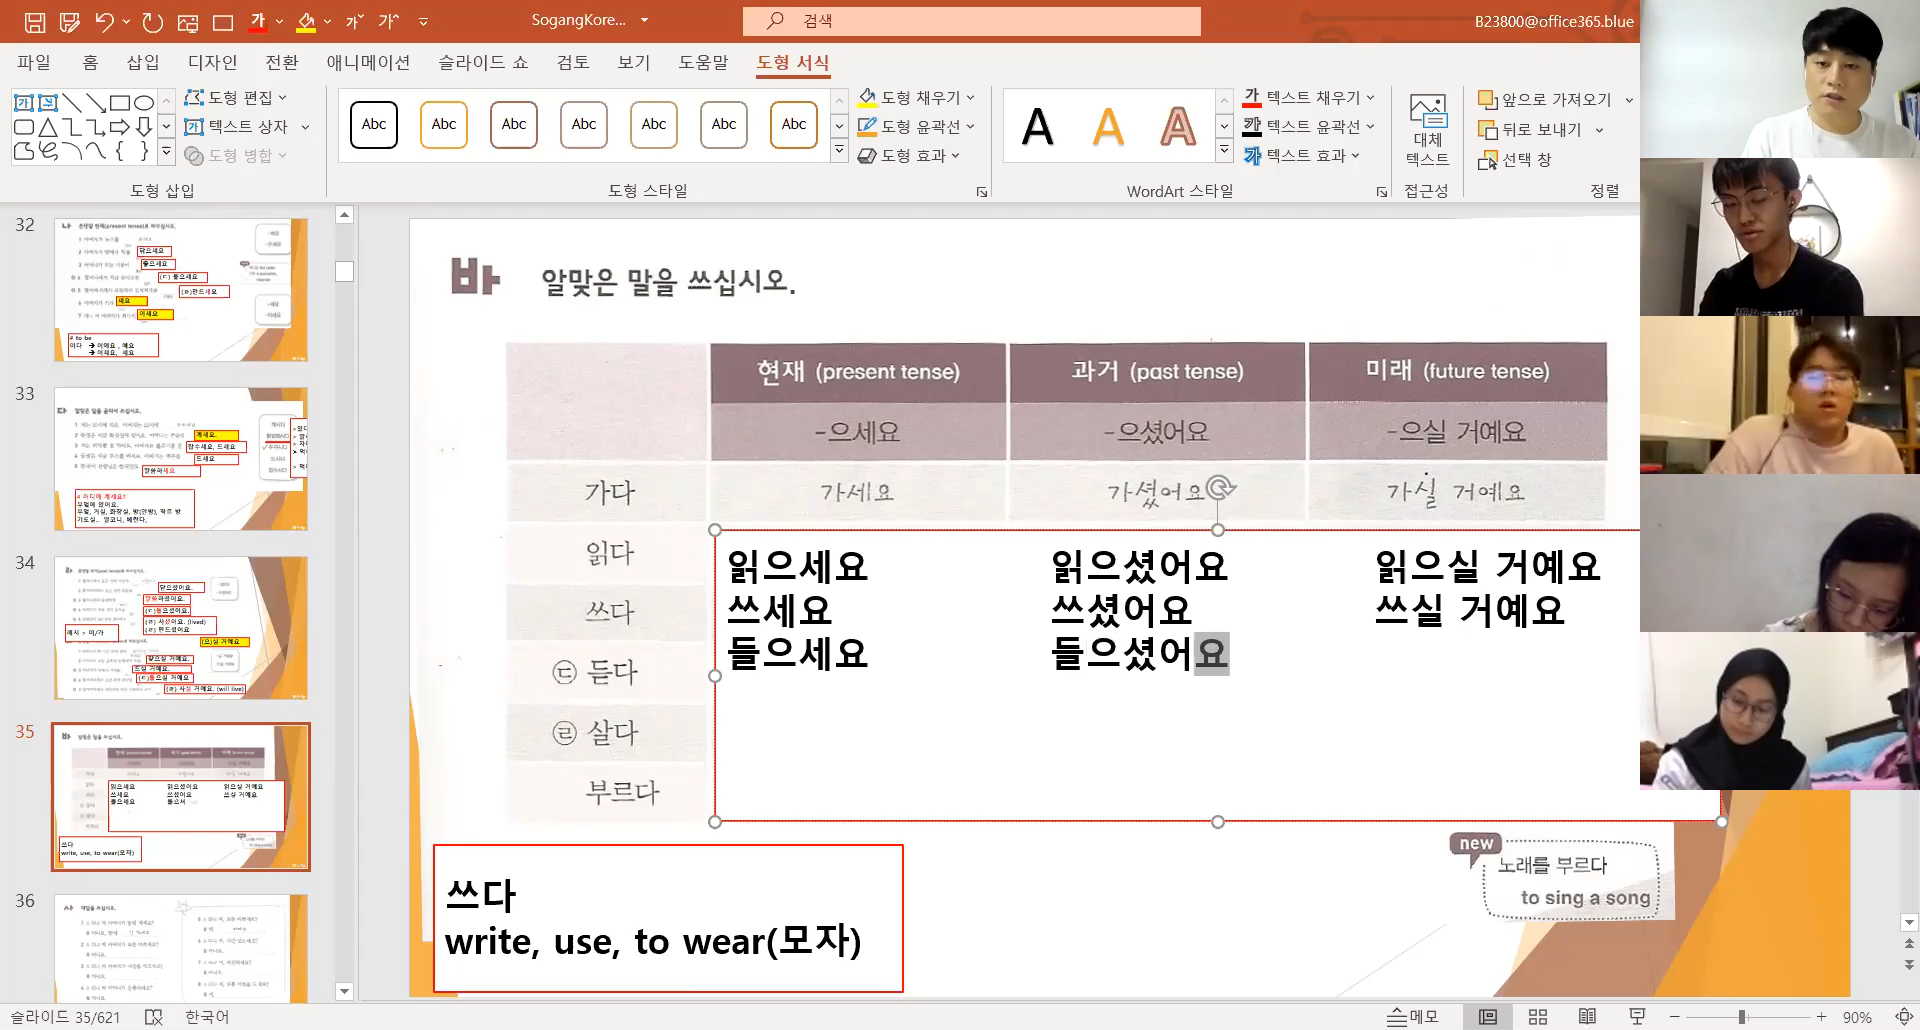 SogangKore...
검색
B23800@office365.blue
파일 홈 삽입 디자인 전환 애니메이션 슬라이드 쇼 검토 보기 도움말 도형 서식
도형 편집
텍스트 상자
도형 병합
도형 삽입
Abc Abc Abc Abc Abc Abc Abc
도형 채우기
도형 윤곽선
도형 효과
도형 스타일
A A A
텍스트 채우기
텍스트 윤곽선
텍스트 효과
WordArt 스타일
대체
텍스트
접근성
앞으로 가져오기
뒤로 보내기
선택 창
정렬
32
33
34
35
36
바 알맞은 말을 쓰십시오.
현재 (present tense) 과거 (past tense) 미래 (future tense)
-으세요 -으셨어요 -으실 거예요
가다 가세요 가셨어요 가실 거예요
읽다 읽으세요 읽으셨어요 읽으실 거예요
쓰다 쓰세요 쓰셨어요 쓰실 거예요
ㄷ 듣다 들으세요 들으셨어요
ㄹ 살다
부르다
쓰다
write, use, to wear(모자)
new
노래를 부르다
to sing a song
슬라이드 35/621 한국어
메모
90%